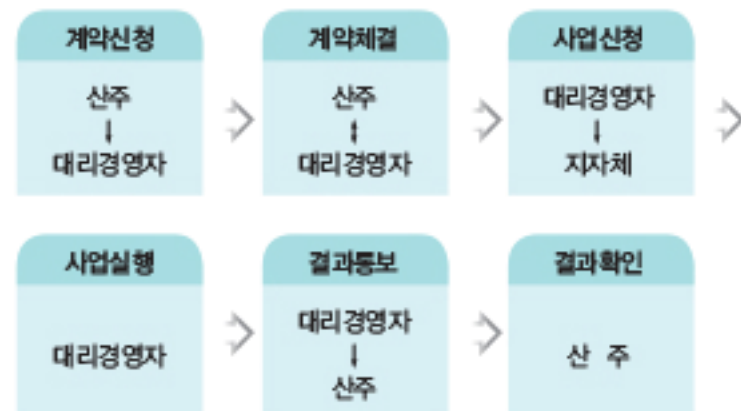 계약신청
산주
↓
대리경영자
계약체결
산주
↕
대리경영자
사업신청
대리경영자
↓
지자체
사업실행
대리경영자
결과통보
대리경영자
↓
산주
결과확인
산 주